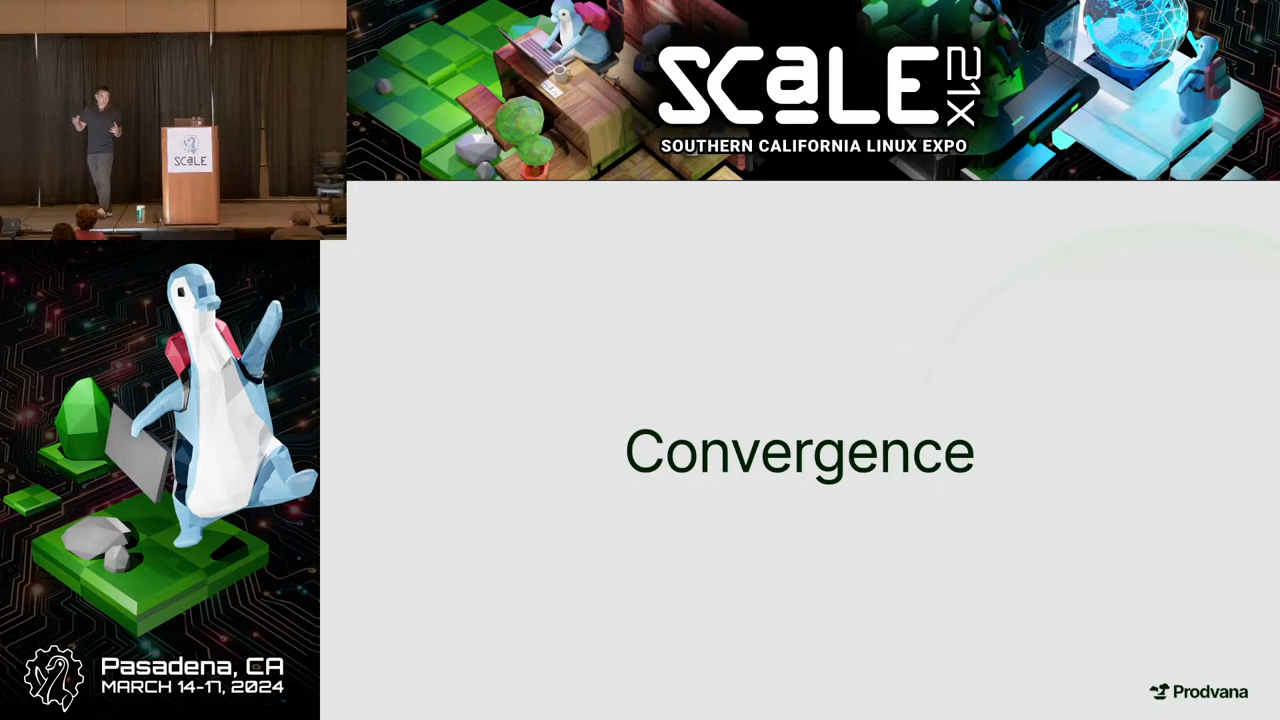 SCALE
SCALE 21X
SOUTHERN CALIFORNIA LINUX EXPO
Convergence
Pasadena, CA
MARCH 14-17, 2024
Prodvana